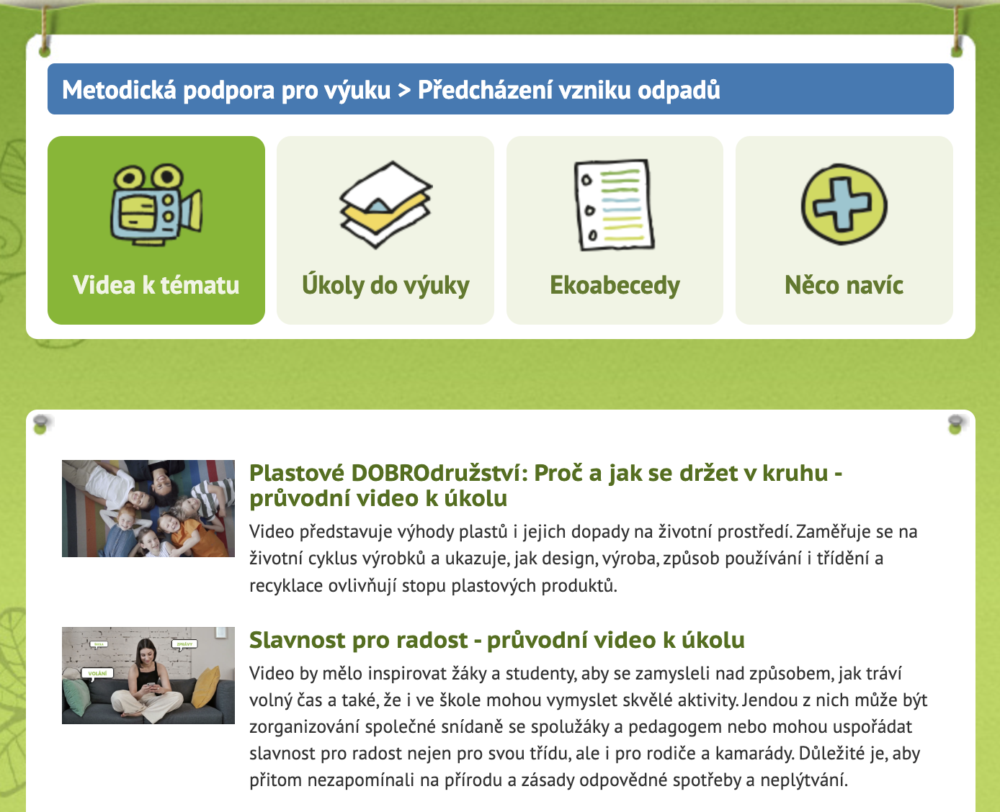 Metodická podpora pro výuku > Předcházení vzniku odpadů
Videa k tématu
Úkoly do výuky
Ekoabecedy
Něco navíc
Plastové DOBROdružství: Proč a jak se držet v kruhu -
průvodní video k úkolu
Video představuje výhody plastů i jejich dopady na životní prostředí. Zaměřuje se na
životní cyklus výrobků a ukazuje, jak design, výroba, způsob používání i třídění a
recyklace ovlivňují stopu plastových produktů.
ZPRÁVY
VOLÁNÍ
Slavnost pro radost - průvodní video k úkolu
Video by mělo inspirovat žáky a studenty, aby se zamysleli nad způsobem, jak tráví
volný čas a také, že i ve škole mohou vymyslet skvělé aktivity. Jendou z nich může být
zorganizování společné snídaně se spolužáky a pedagogem nebo mohou uspořádat
slavnost pro radost nejen pro svou třídu, ale i pro rodiče a kamarády. Důležité je, aby
přitom nezapomínali na přírodu a zásady odpovědné spotřeby a neplýtvání.